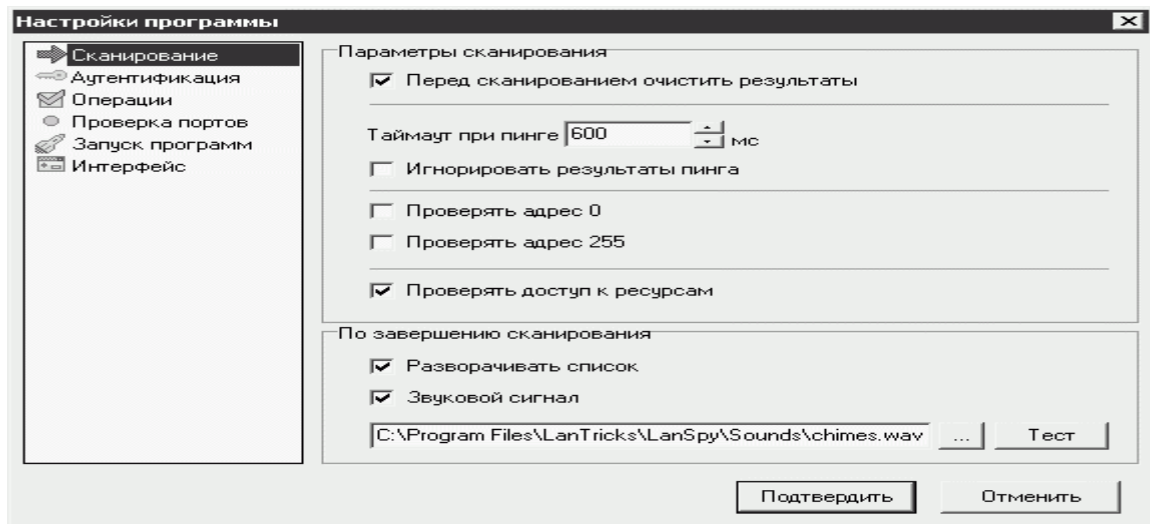 Настройки программы
Сканирование
Аутентификация
Операции
Проверка портов
Запуск программ
Интерфейс
Параметры сканирования
Перед сканированием очистить результаты
Таймаут при пинге 600 мс
Игнорировать результаты пинга
Проверять адрес 0
Проверять адрес 255
Проверять доступ к ресурсам
По завершению сканирования
Разворачивать список
Звуковой сигнал
C:\Program Files\LanTricks\LanSpy\Sounds\chimes.wav ... Тест
Подтвердить Отменить